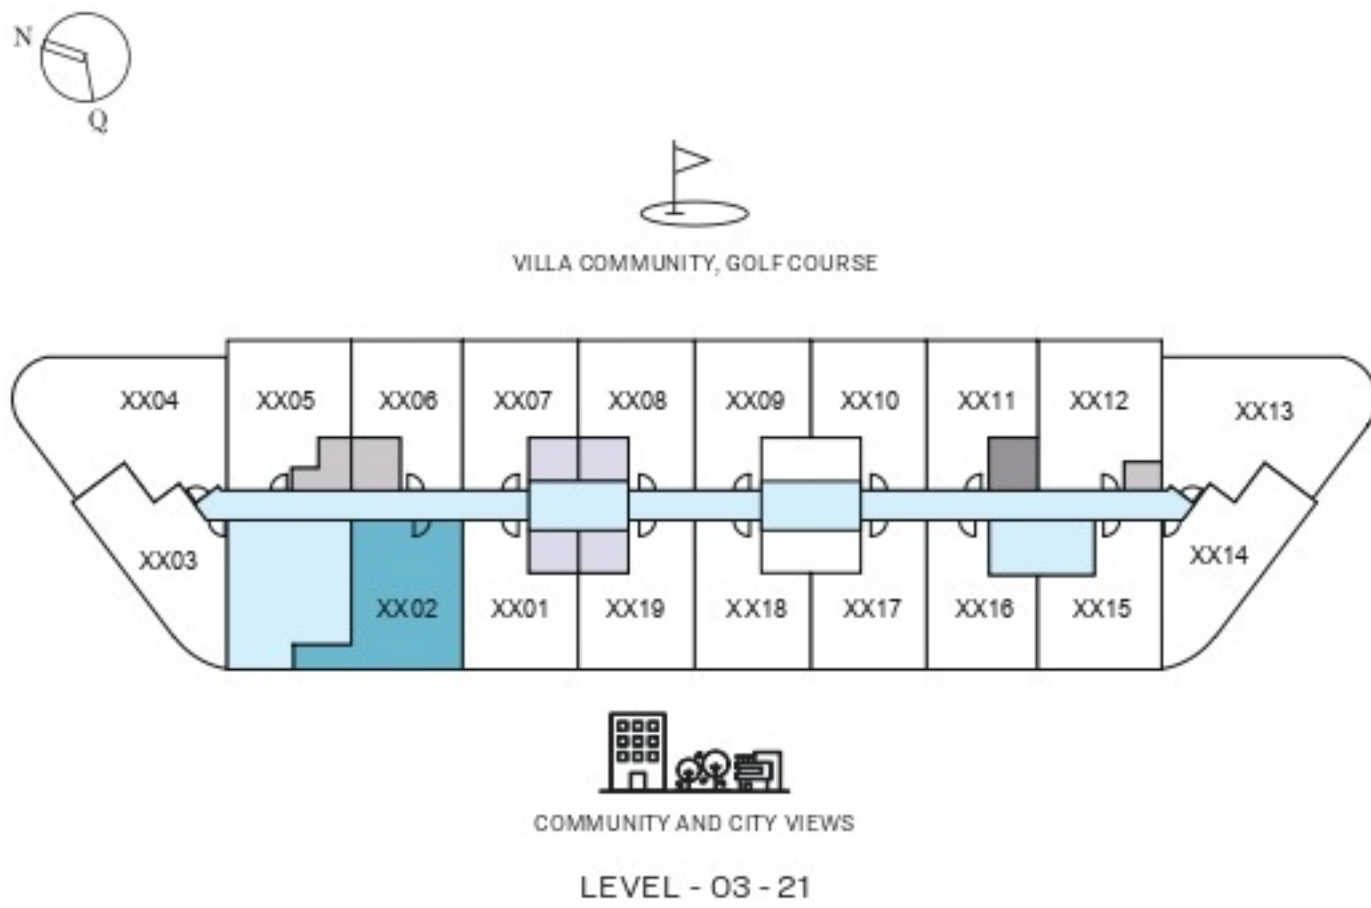 N
Q
VILLA COMMUNITY, GOLF COURSE
XX04
XX05
XX06
XX07
XX08
XX09
XX10
XX11
XX12
XX13
XX03
XX02
XX01
XX19
XX18
XX17
XX16
XX15
XX14
COMMUNITY AND CITY VIEWS
LEVEL - 03 - 21